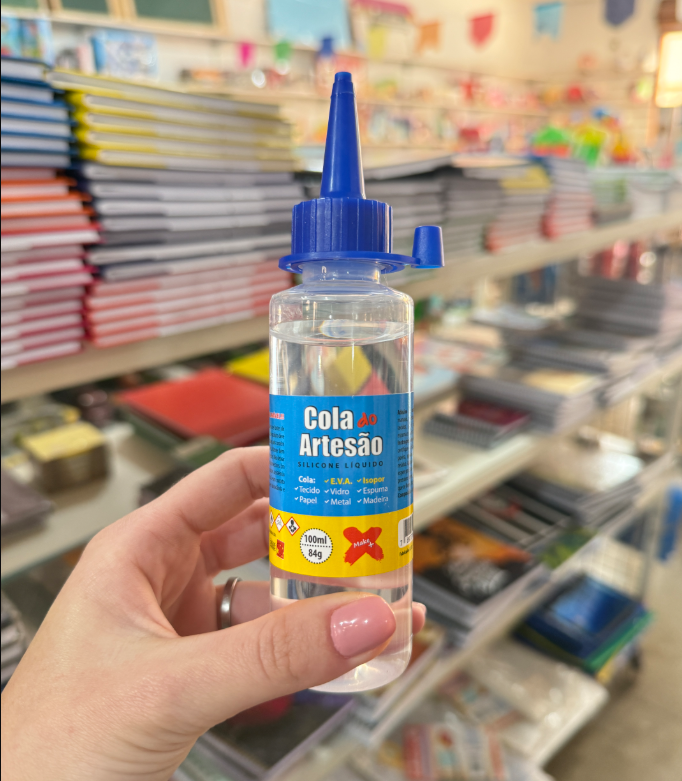 Cola do
Artesão
SILICONE LÍQUIDO
Cola: ✓E.V.A. ✓Isopor
✓Tecido ✓Vidro ✓Espuma
✓Papel ✓Metal ✓Madeira
100ml
84g
Make+